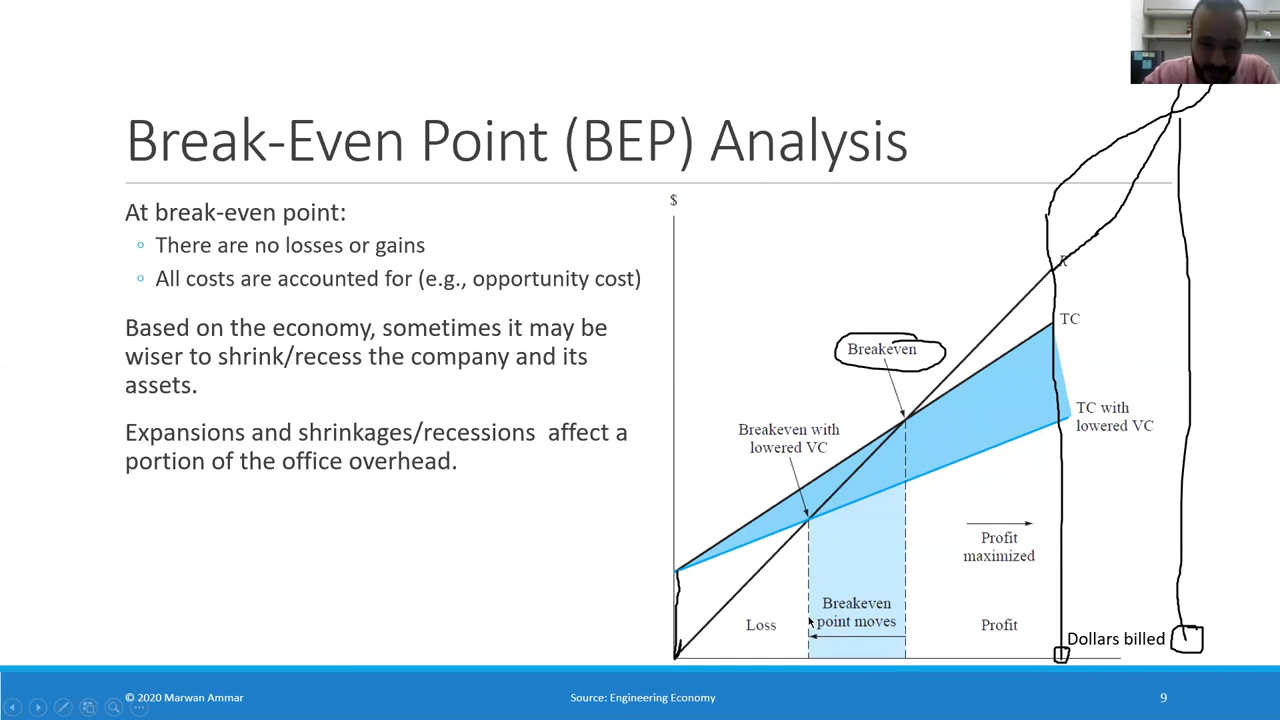 Break-Even Point (BEP) Analysis
At break-even point:
There are no losses or gains
All costs are accounted for (e.g., opportunity cost)
Based on the economy, sometimes it may be
wiser to shrink/recess the company and its
assets.
Expansions and shrinkages/recessions affect a
portion of the office overhead.
$
R
TC
Breakeven
TC with
lowered VC
Breakeven with
lowered VC
Profit
maximized
Breakeven
point moves
Loss
Profit
Dollars billed
© 2020 Marwan Ammar
Source: Engineering Economy
9